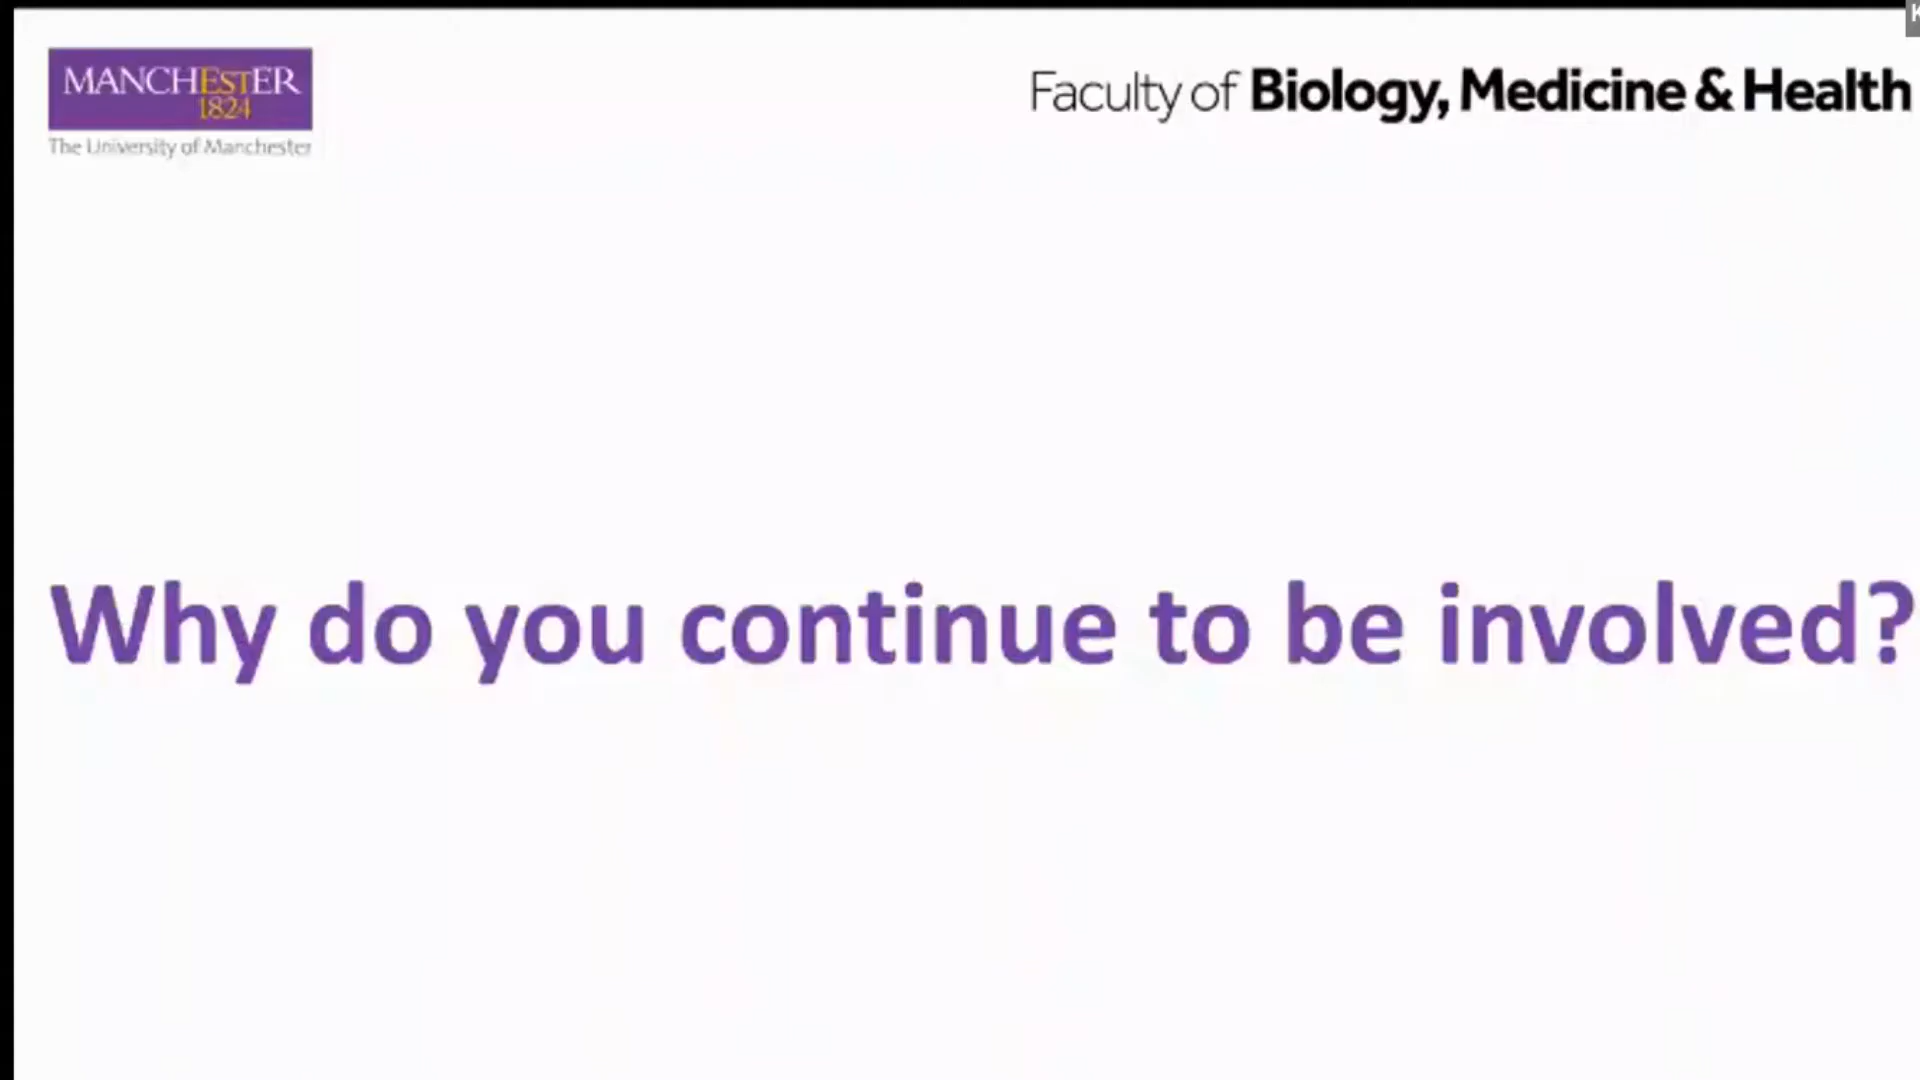 MANCHESTER
1824
The University of Manchester
Faculty of Biology, Medicine & Health
Why do you continue to be involved?